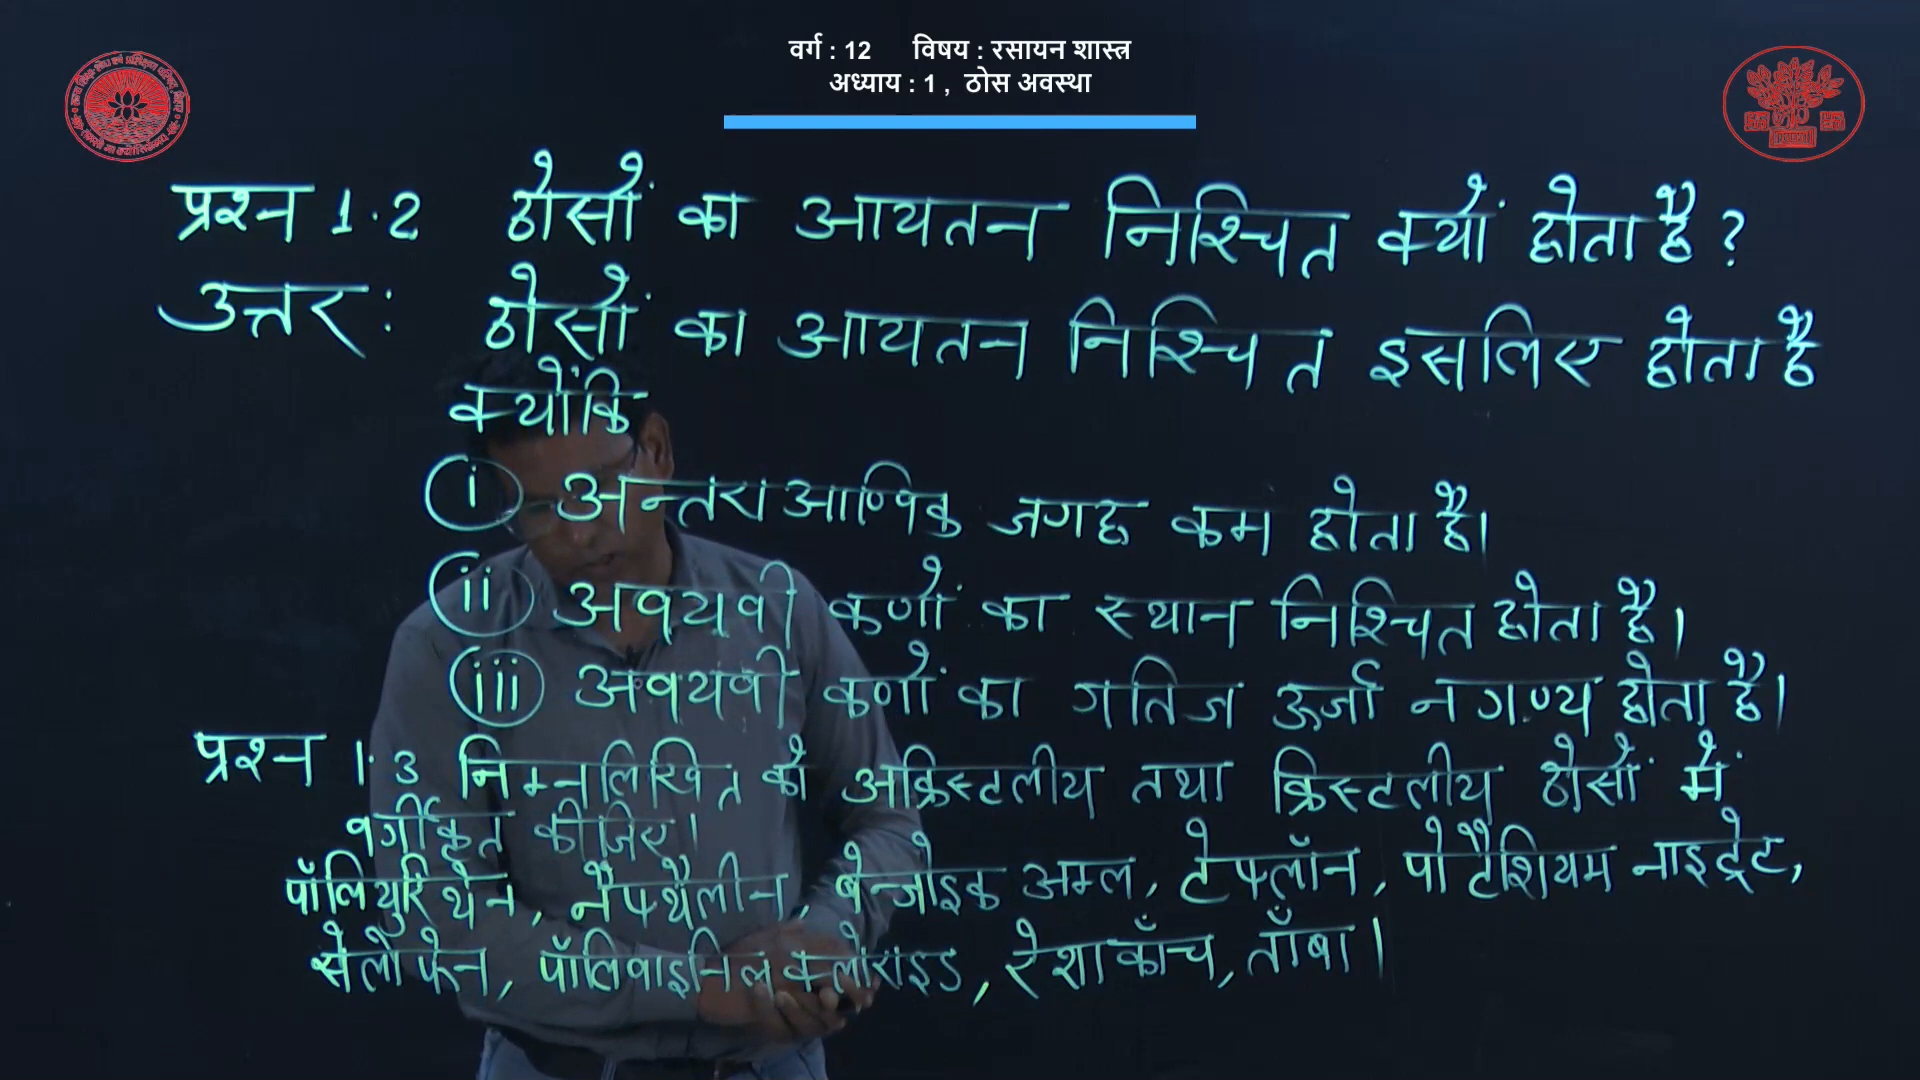 वर्ग : 12 विषय : रसायन शास्त्र
अध्याय : 1 , ठोस अवस्था
प्रश्न 1.2 ठोसों का आयतन निश्चित क्यों होता है ?
उत्तर : ठोसों का आयतन निश्चित इसलिए होता है
क्योंकि
(i) अन्तरा आण्विक जगह कम होता है।
(ii) अवयवी कणों का स्थान निश्चित होता है।
(iii) अवयवी कणों का गतिज ऊर्जा नगण्य होता है।
प्रश्न 1.3 निम्नलिखित को अक्रिस्टलीय तथा क्रिस्टलीय ठोसों में
वर्गीकृत कीजिए।
पॉलियुरिथेन, नैफ्थैलीन, बेन्जोइक अम्ल, टेफ्लॉन, पोटैशियम नाइट्रेट,
सेलोफेन, पॉलिवाइनिल क्लोराइड, रेशा काँच, ताँबा।